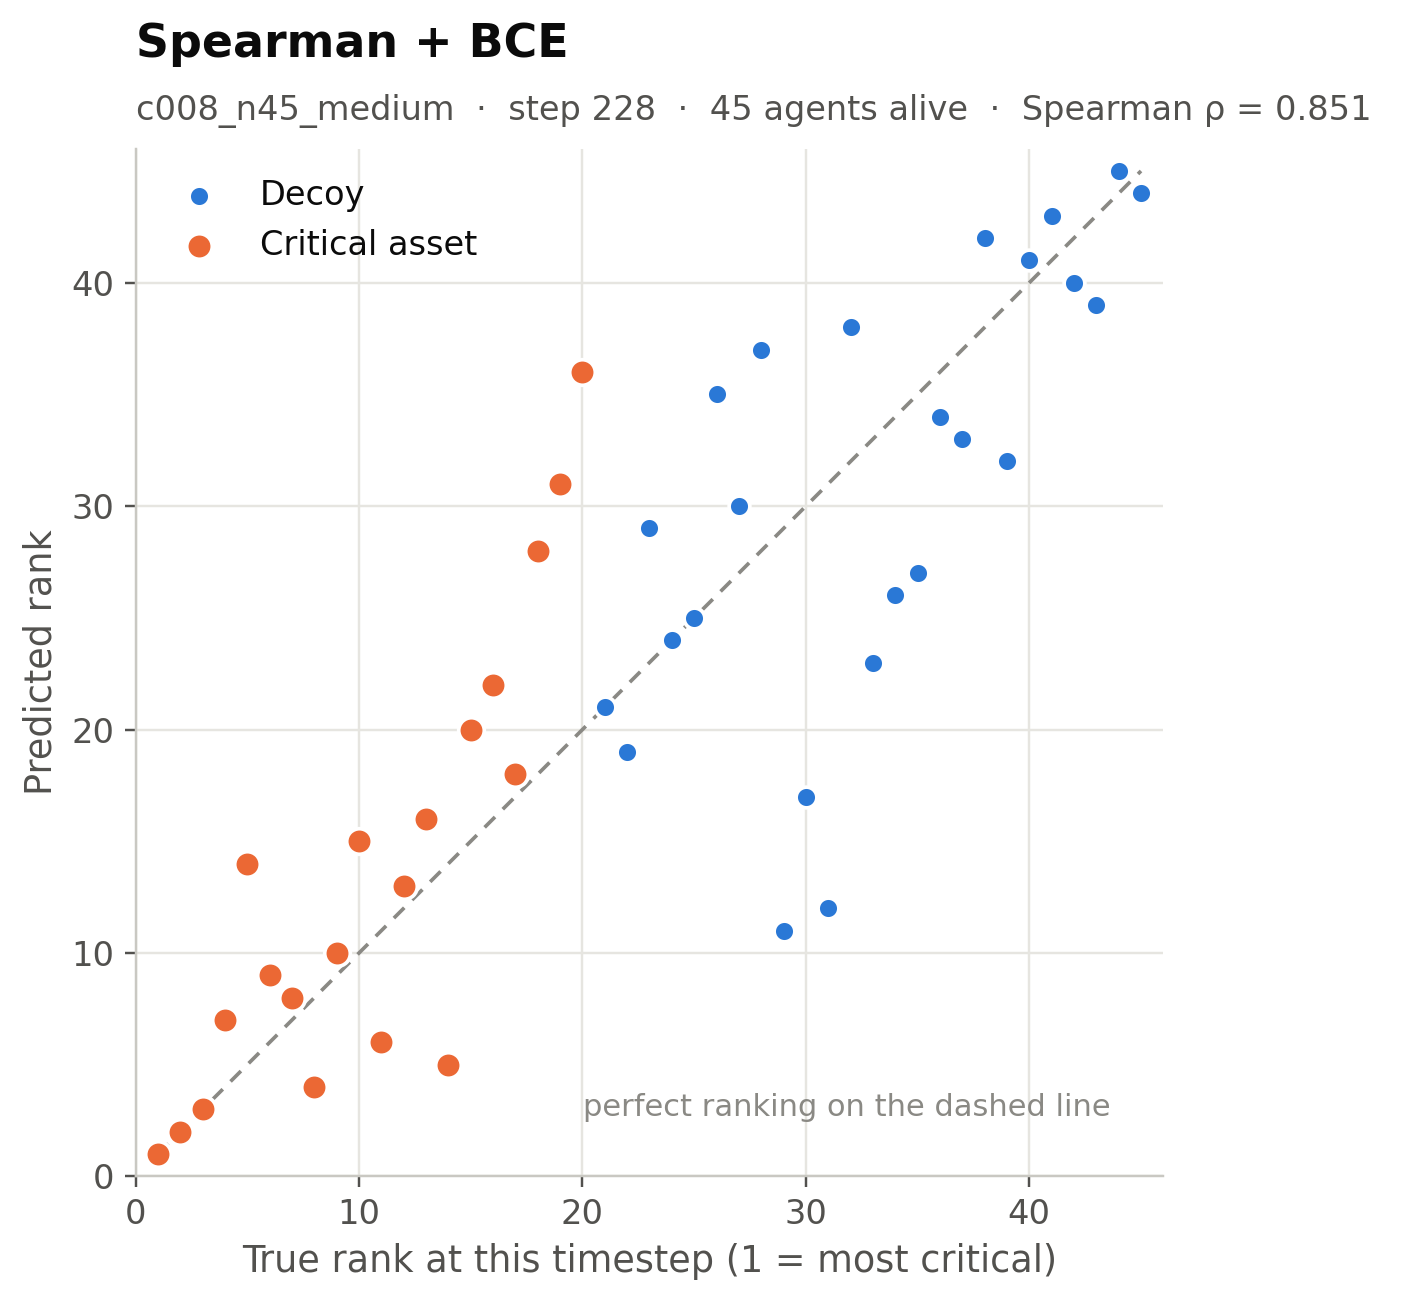 Spearman + BCE
c008_n45_medium · step 228 · 45 agents alive · Spearman ρ = 0.851
Decoy
Critical asset
40
30
20
10
0
Predicted rank
perfect ranking on the dashed line
0 10 20 30 40
True rank at this timestep (1 = most critical)